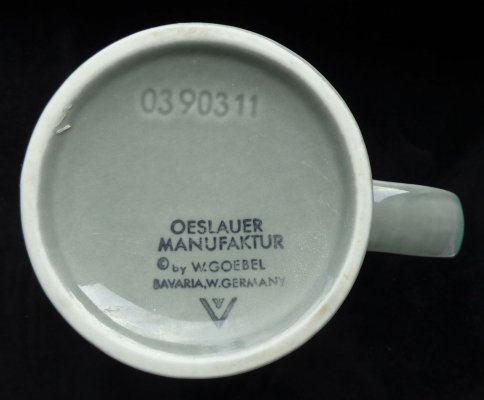 0390311
OESLAUER
MANUFAKTUR
© by W. GOEBEL
BAVARIA, W. GERMANY